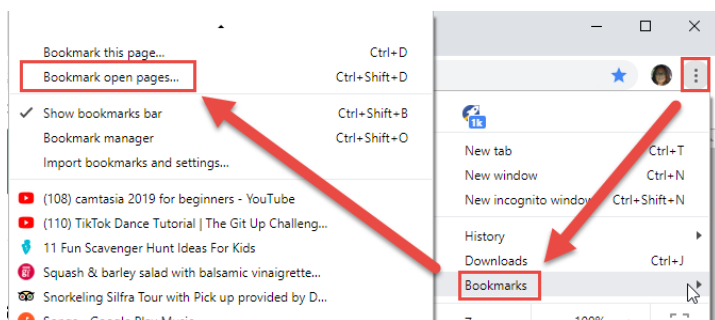 Bookmark this page... Ctrl+D
Bookmark open pages... Ctrl+Shift+D
Show bookmarks bar Ctrl+Shift+B
Bookmark manager Ctrl+Shift+O
Import bookmarks and settings...
(108) camtasia 2019 for beginners - YouTube
(110) TikTok Dance Tutorial | The Git Up Challeng...
11 Fun Scavenger Hunt Ideas For Kids
Squash & barley salad with balsamic vinaigrette...
Snorkeling Silfra Tour with Pick up provided by D...
1k
New tab Ctrl+T
New window Ctrl+N
New incognito window Ctrl+Shift+N
History
Downloads Ctrl+J
Bookmarks
100%